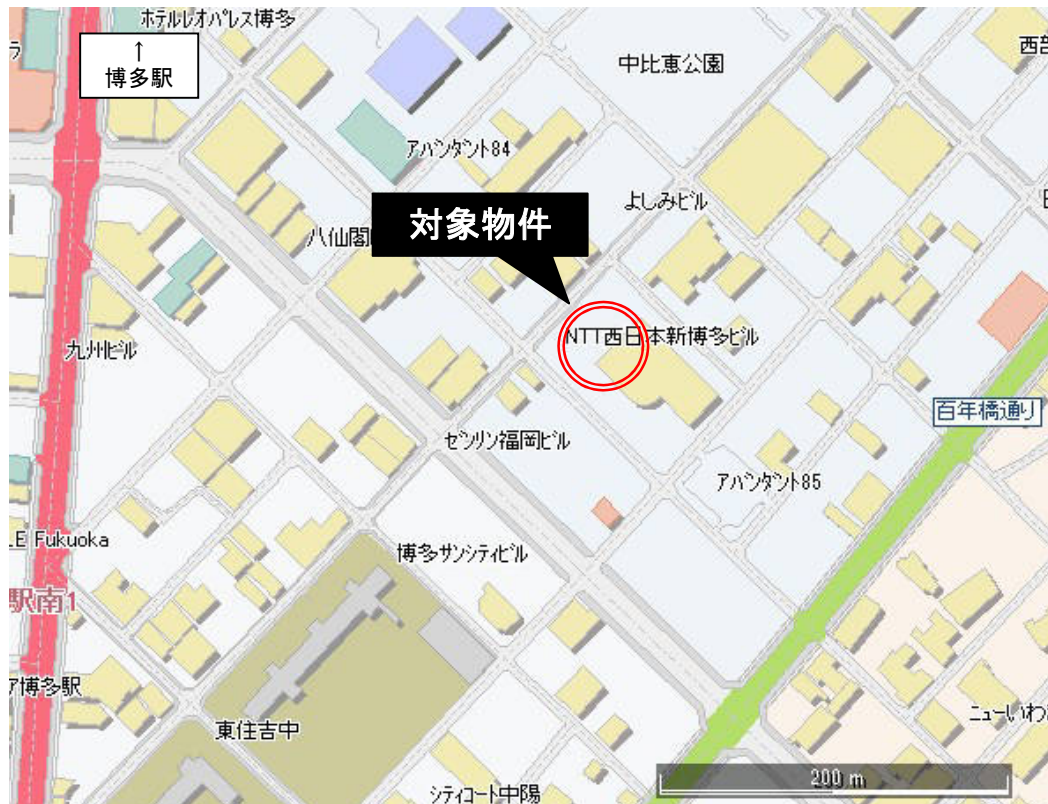 ホテルレオパレス博多
↑
博多駅
中比恵公園
西部
アバンダント84
よしみビル
対象物件
八仙閣
NTT西日本新博多ビル
九州ビル
百年橋通り
ゼンリン福岡ビル
アバンダント85
E Fukuoka
博多サンシティビル
駅南1
ア博多駅
東住吉中
ニューいわ
200 m
シティコート中陽